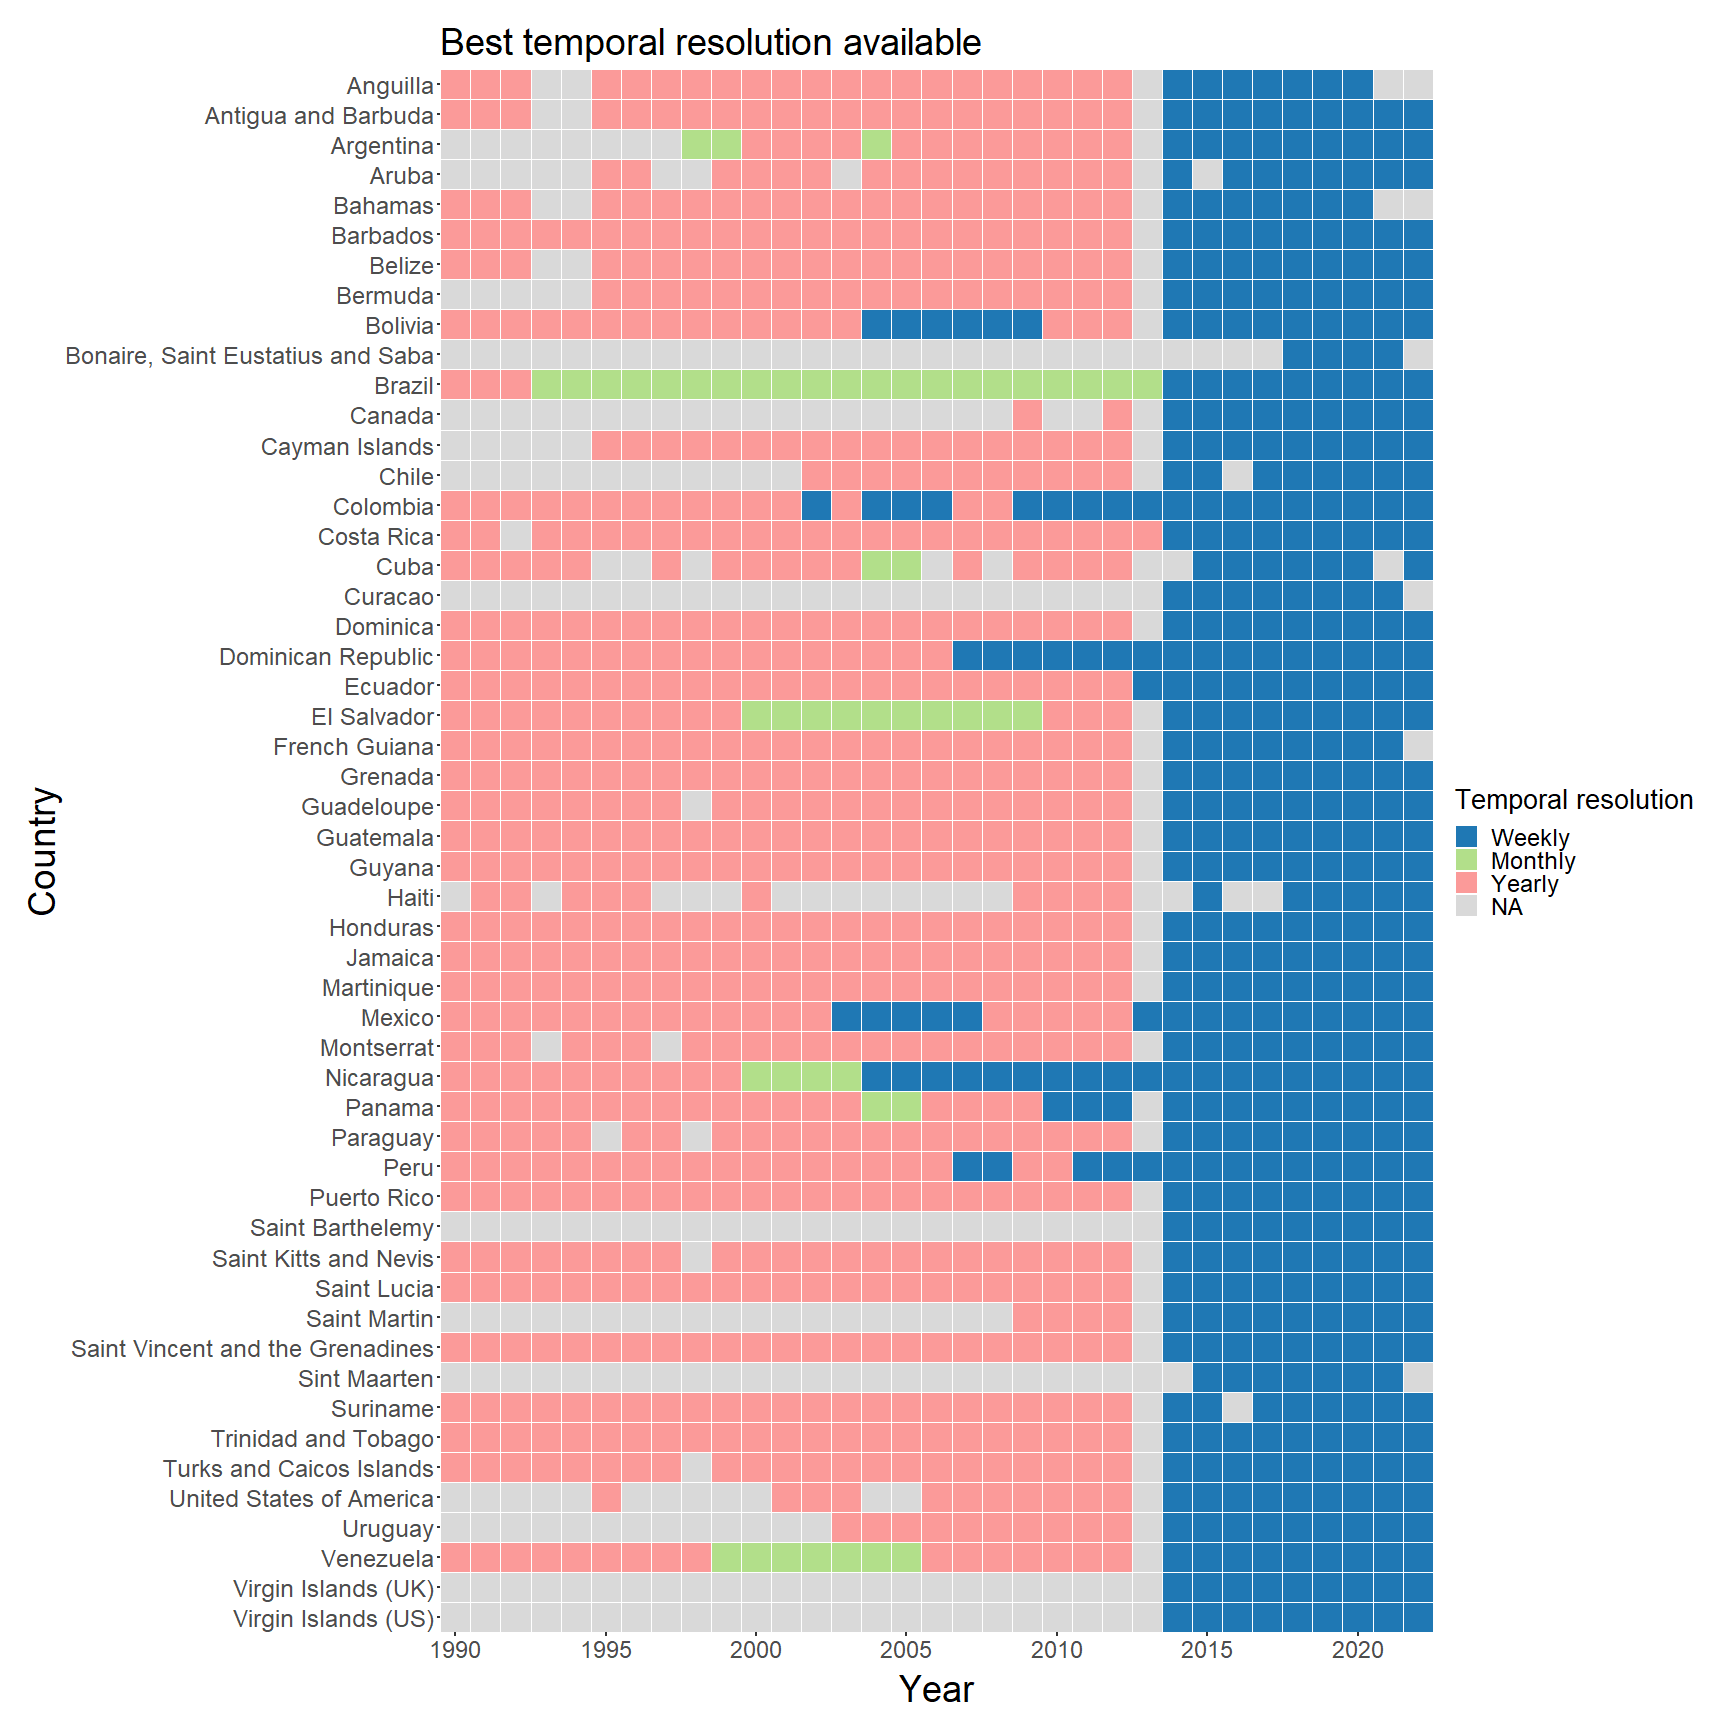 Best temporal resolution available
Anguilla
Antigua and Barbuda
Argentina
Aruba
Bahamas
Barbados
Belize
Bermuda
Bolivia
Bonaire, Saint Eustatius and Saba
Brazil
Canada
Cayman Islands
Chile
Colombia
Costa Rica
Cuba
Curacao
Dominica
Dominican Republic
Ecuador
El Salvador
French Guiana
Grenada
Guadeloupe
Guatemala
Guyana
Haiti
Honduras
Jamaica
Martinique
Mexico
Montserrat
Nicaragua
Panama
Paraguay
Peru
Puerto Rico
Saint Barthelemy
Saint Kitts and Nevis
Saint Lucia
Saint Martin
Saint Vincent and the Grenadines
Sint Maarten
Suriname
Trinidad and Tobago
Turks and Caicos Islands
United States of America
Uruguay
Venezuela
Virgin Islands (UK)
Virgin Islands (US)
Country
1990 1995 2000 2005 2010 2015 2020
Year
Temporal resolution
Weekly
Monthly
Yearly
NA